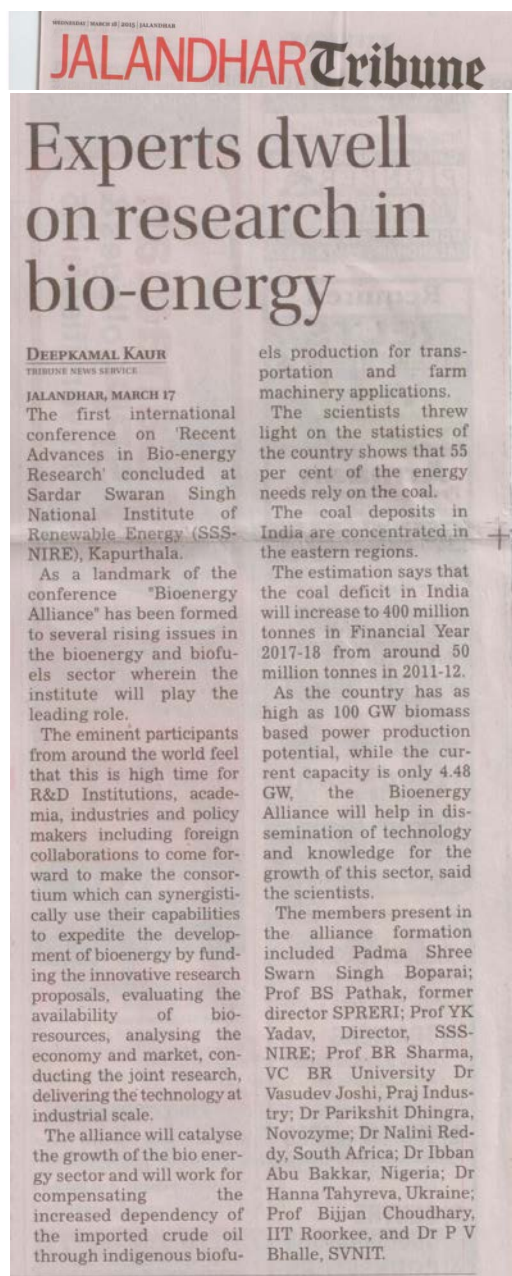 WEDNESDAY | MARCH 18 | 2015 | JALANDHAR
JALANDHAR Tribune
Experts dwell
on research in
bio-energy
DEEPKAMAL KAUR
TRIBUNE NEWS SERVICE
JALANDHAR, MARCH 17
The first international
conference on 'Recent
Advances in Bio-energy
Research' concluded at
Sardar Swaran Singh
National Institute of
Renewable Energy (SSS-
NIRE), Kapurthala.
As a landmark of the
conference "Bioenergy
Alliance" has been formed
to several rising issues in
the bioenergy and biofu-
els sector wherein the
institute will play the
leading role.
The eminent participants
from around the world feel
that this is high time for
R&D Institutions, acade-
mia, industries and policy
makers including foreign
collaborations to come for-
ward to make the consor-
tium which can synergisti-
cally use their capabilities
to expedite the develop-
ment of bioenergy by fund-
ing the innovative research
proposals, evaluating the
availability of bio-
resources, analysing the
economy and market, con-
ducting the joint research,
delivering the technology at
industrial scale.
The alliance will catalyse
the growth of the bio ener-
gy sector and will work for
compensating the
increased dependency of
the imported crude oil
through indigenous biofu-
els production for trans-
portation and farm
machinery applications.
The scientists threw
light on the statistics of
the country shows that 55
per cent of the energy
needs rely on the coal.
The coal deposits in
India are concentrated in
the eastern regions.
The estimation says that
the coal deficit in India
will increase to 400 million
tonnes in Financial Year
2017-18 from around 50
million tonnes in 2011-12.
As the country has as
high as 100 GW biomass
based power production
potential, while the cur-
rent capacity is only 4.48
GW, the Bioenergy
Alliance will help in dis-
semination of technology
and knowledge for the
growth of this sector, said
the scientists.
The members present in
the alliance formation
included Padma Shree
Swarn Singh Boparai;
Prof BS Pathak, former
director SPRERI; Prof YK
Yadav, Director, SSS-
NIRE; Prof BR Sharma,
VC BR University Dr
Vasudev Joshi, Praj Indus-
try; Dr Parikshit Dhingra,
Novozyme; Dr Nalini Red-
dy, South Africa; Dr Ibban
Abu Bakkar, Nigeria; Dr
Hanna Tahyreva, Ukraine;
Prof Bijjan Choudhary,
IIT Roorkee, and Dr P V
Bhalle, SVNIT.